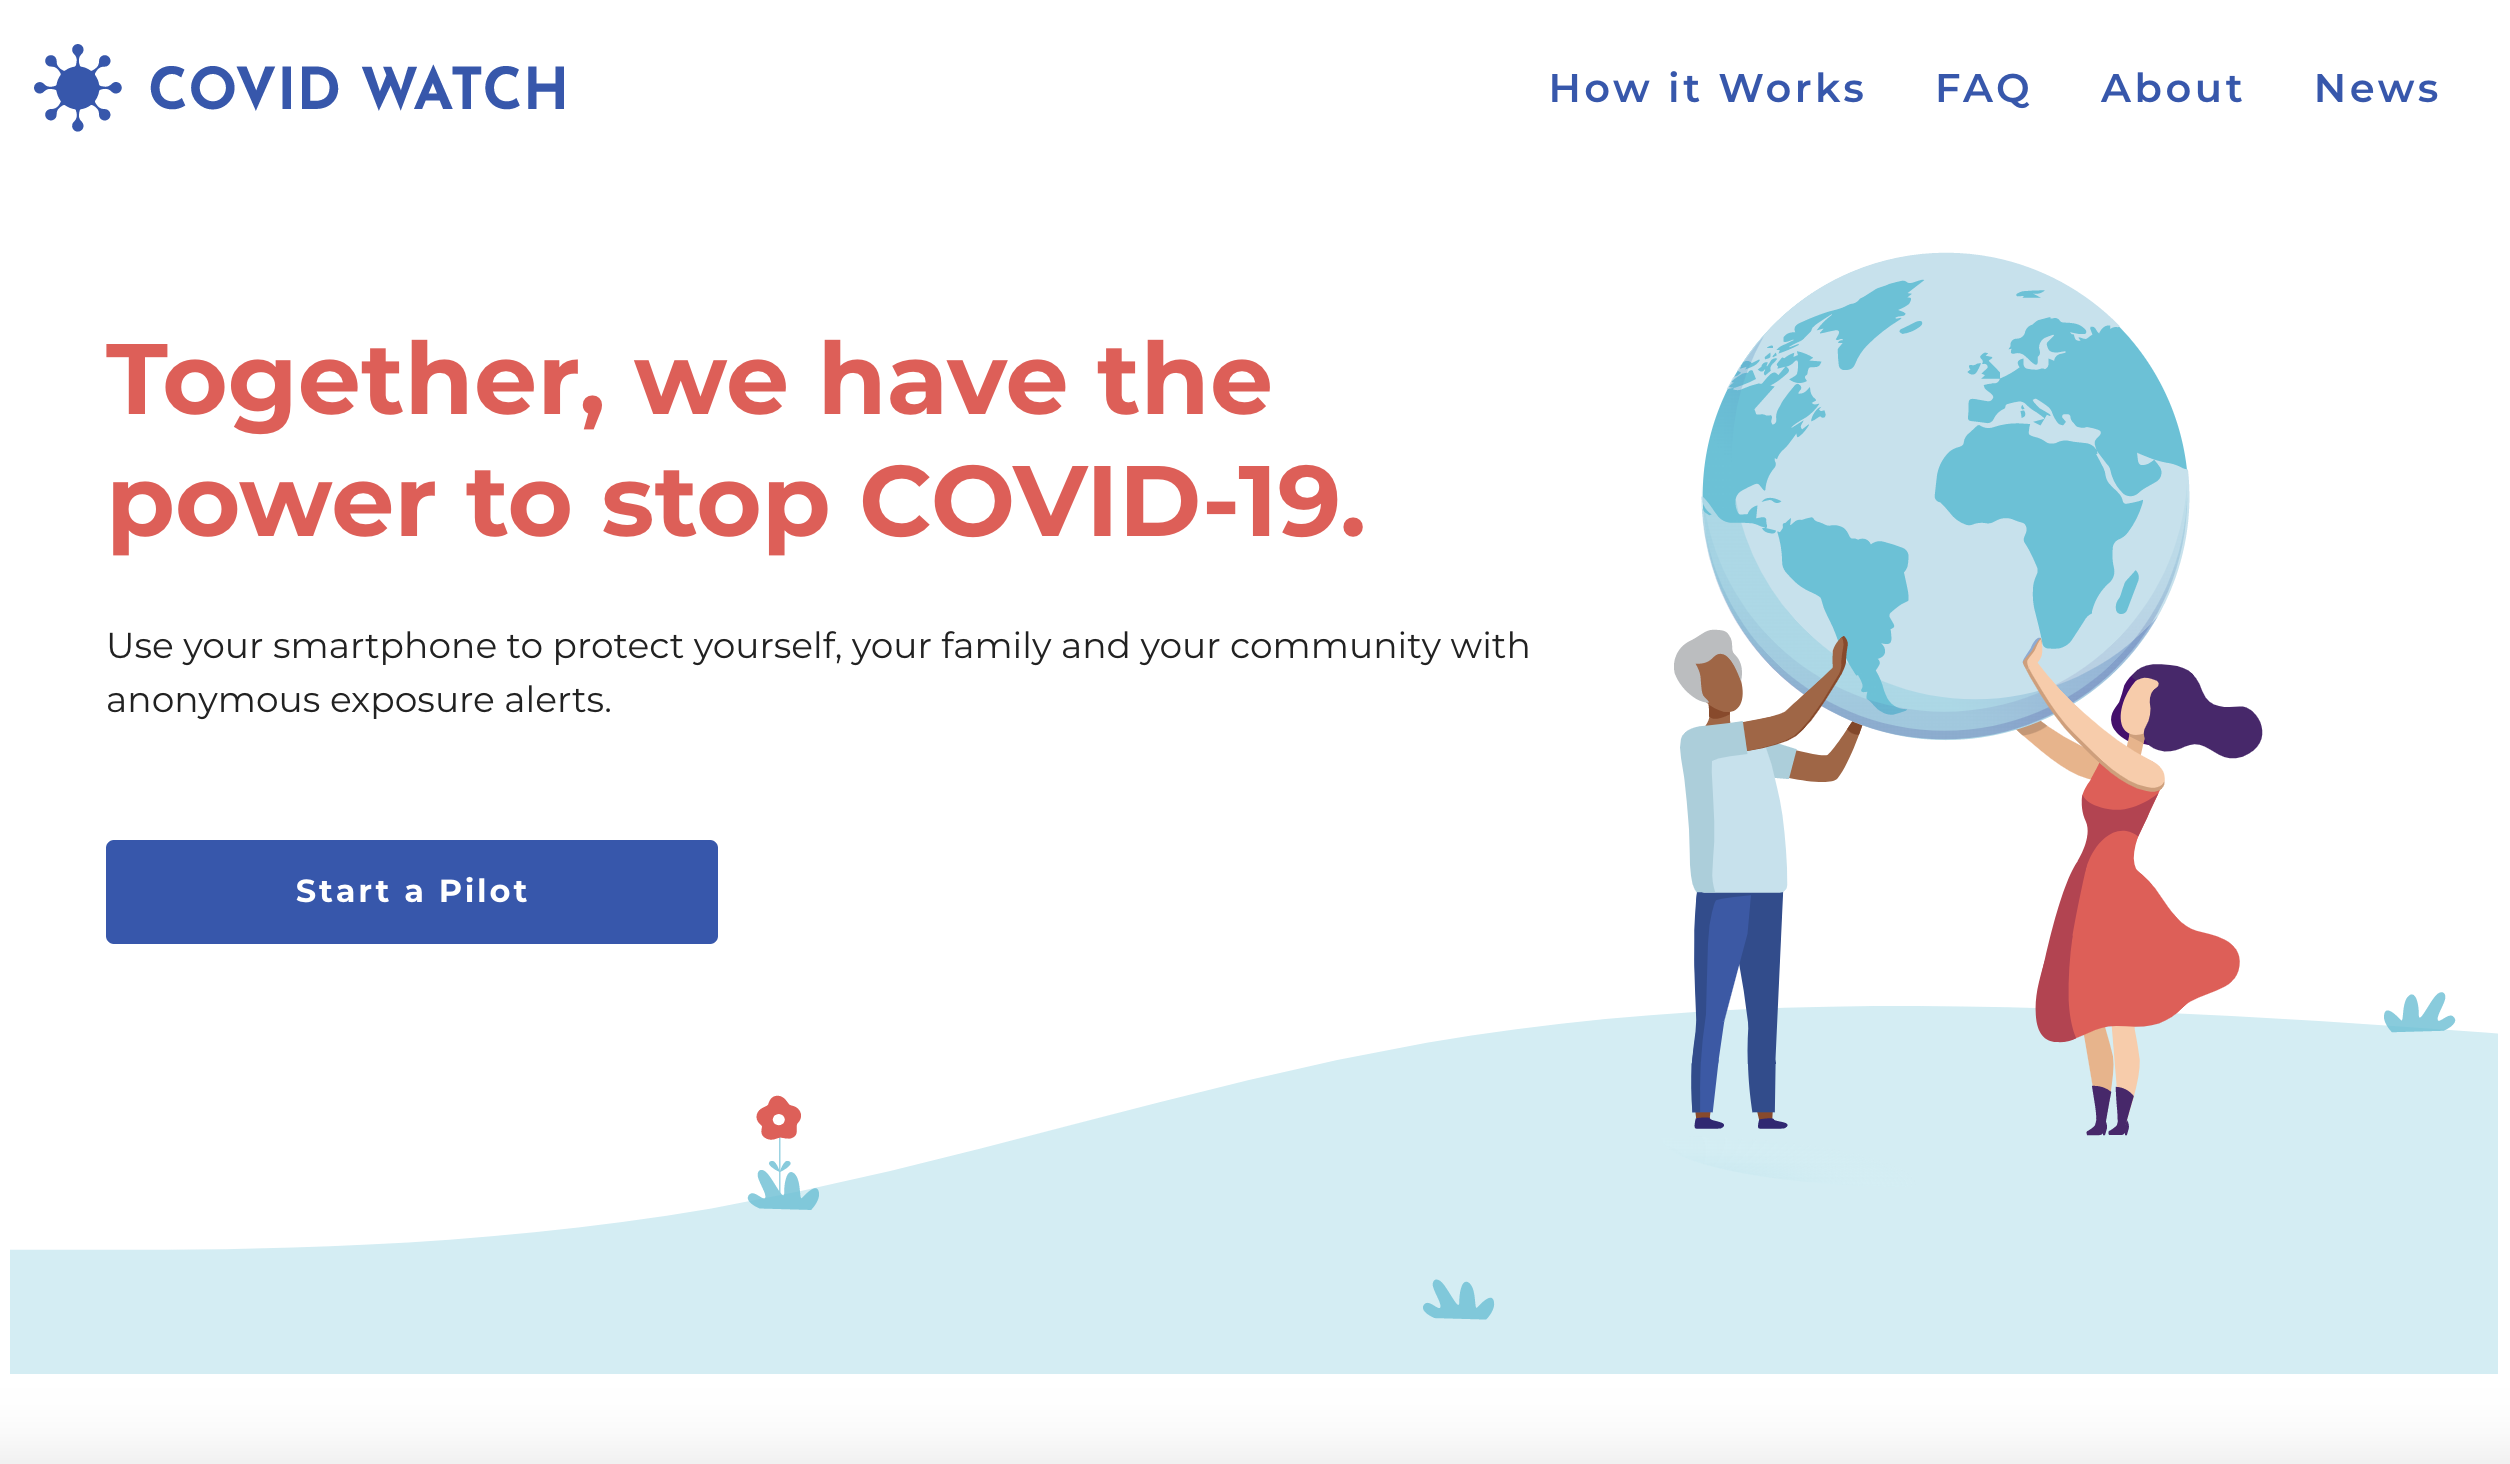 COVID WATCH
How it Works FAQ About News
Together, we have the
power to stop COVID-19.
Use your smartphone to protect yourself, your family and your community with
anonymous exposure alerts.
Start a Pilot